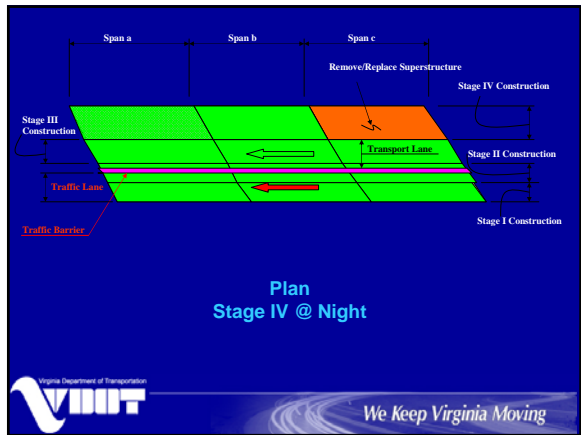 Span a
Span b
Span c
Remove/Replace Superstructure
Stage IV Construction
Stage III
Construction
Transport Lane
Stage II Construction
Traffic Lane
Stage I Construction
Traffic Barrier
Plan
Stage IV @ Night
Virginia Department of Transportation
VDOT
We Keep Virginia Moving